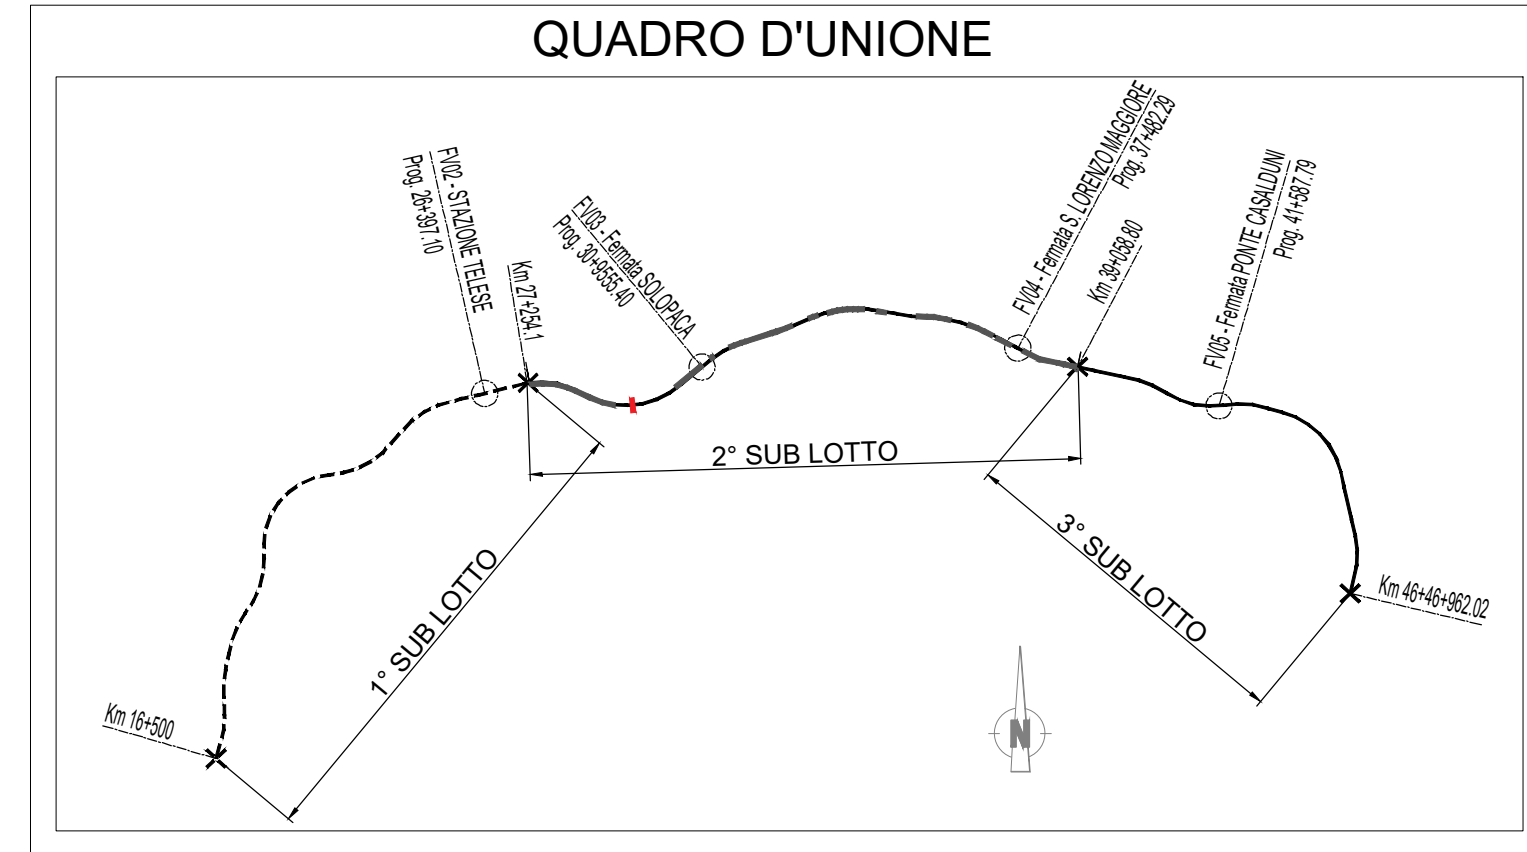 QUADRO D'UNIONE
FV02 - STAZIONE TELESE
Prog. 26+397.10
Km 27+254.1
FV03 - Fermata SOLOPACA
Prog. 30+9555.40
FV04 - Fermata S. LORENZO MAGGIORE
Prog. 37+482.29
Km 39+058.80
FV05 - Fermata PONTE CASALDUNI
Prog. 41+587.79
2° SUB LOTTO
1° SUB LOTTO
3° SUB LOTTO
Km 46+46+962.02
Km 16+500
N